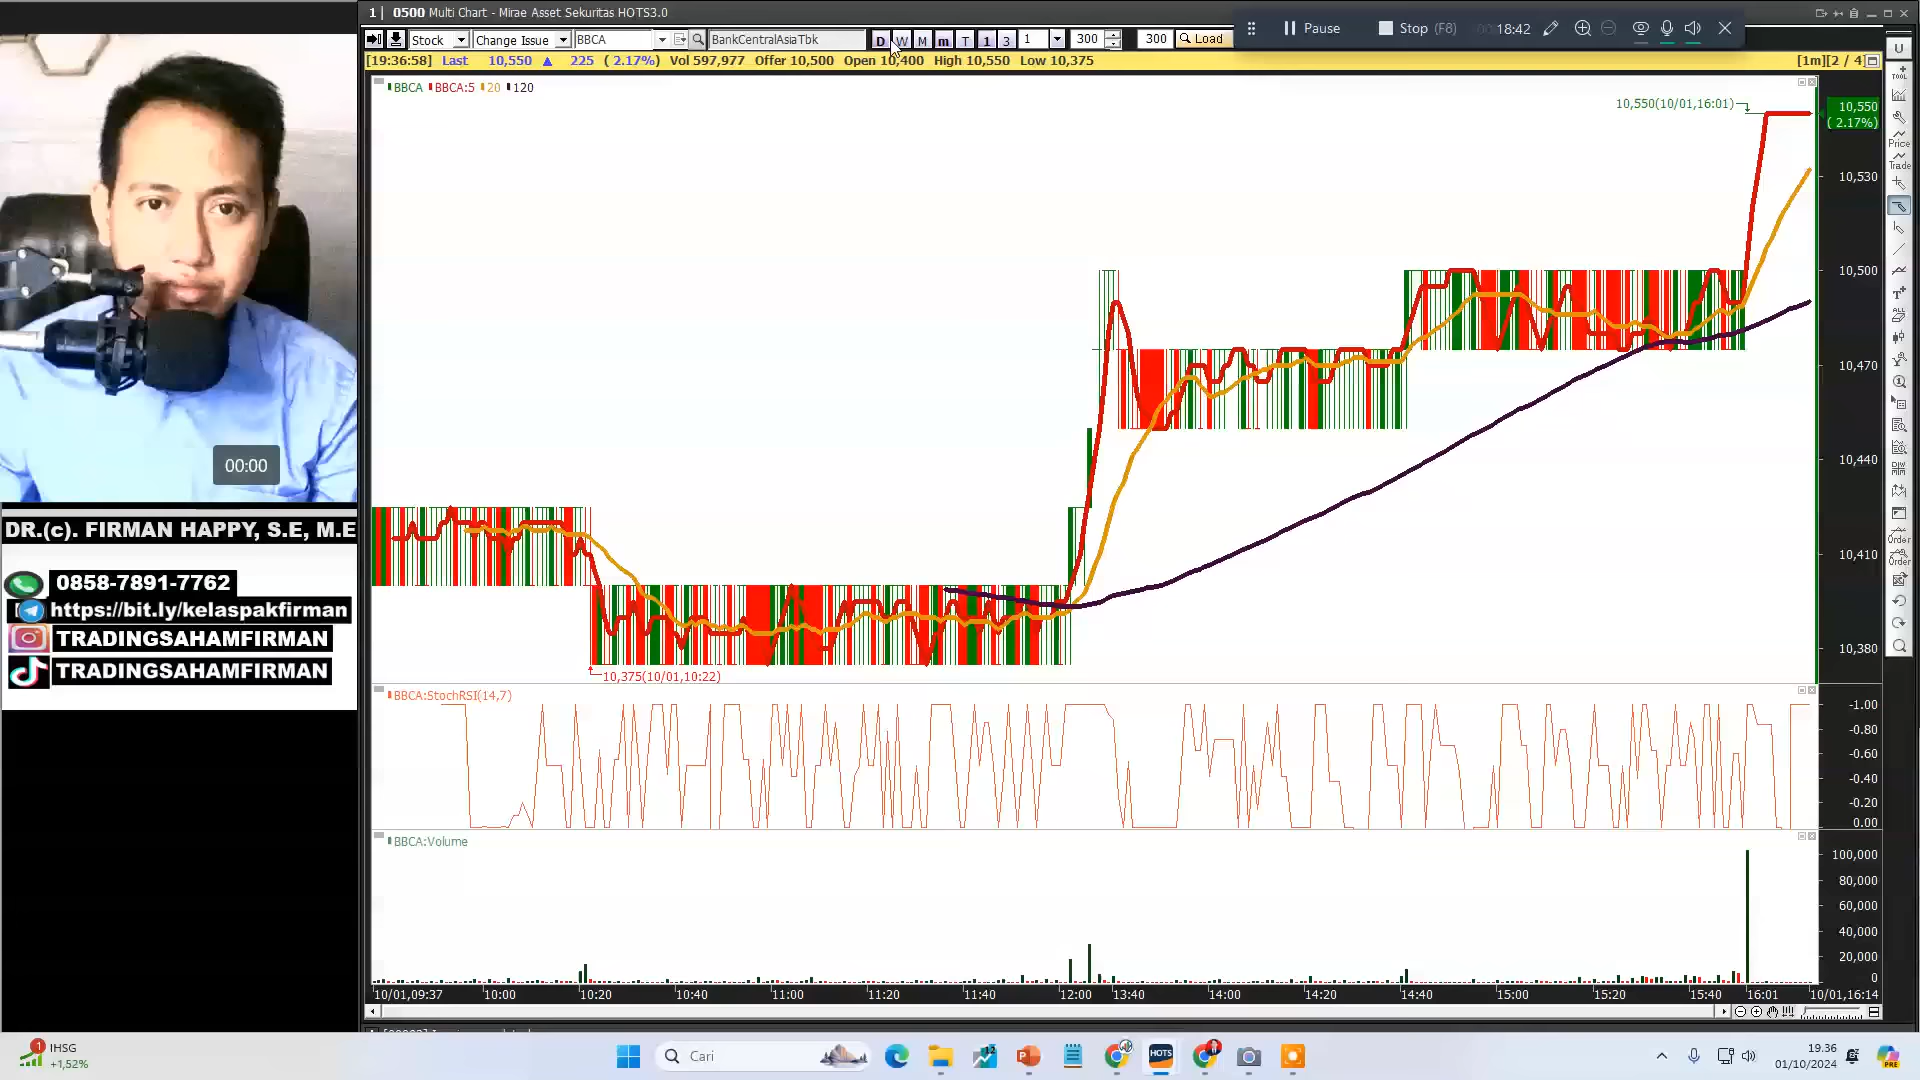 1 | 0500 Multi Chart - Mirae Asset Sekuritas HOTS3.0
Stock Change Issue BBCA BankCentralAsiaTbk D W M m T 1 3 1 300 300 Load
Pause Stop (F8) 18:42
[19:36:58] Last 10,550 ▲ 225 ( 2.17%) Vol 597,977 Offer 10,500 Open 10,400 High 10,550 Low 10,375 [1m][2 / 4]
BBCA BBCA:5 20 120
10,550(10/01,16:01)
10,550
( 2.17%)
10,530
10,500
10,470
10,440
10,410
10,380
10,375(10/01,10:22)
BBCA:StochRSI(14,7)
-1.00
-0.80
-0.60
-0.40
-0.20
0.00
BBCA:Volume
100,000
80,000
60,000
40,000
20,000
0
10/01,09:37 10:00 10:20 10:40 11:00 11:20 11:40 12:00 13:40 14:00 14:20 14:40 15:00 15:20 15:40 16:01 10/01,16:14
U
TOOL
Price
Trade
Order
Order
00:00
DR.(c). FIRMAN HAPPY, S.E, M.E
0858-7891-7762
https://bit.ly/kelaspakfirman
TRADINGSAHAMFIRMAN
TRADINGSAHAMFIRMAN
1
IHSG
+1,52%
Cari
HOTS
19.36
01/10/2024
PRE